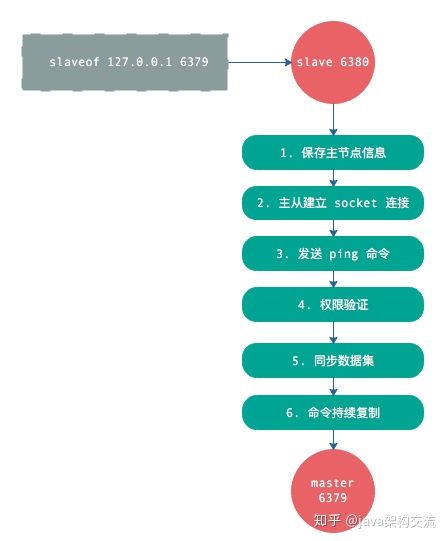 slaveof 127.0.0.1 6379
slave 6380
1. 保存主节点信息
2. 主从建立 socket 连接
3. 发送 ping 命令
4. 权限验证
5. 同步数据集
6. 命令持续复制
master
6379
知乎 @java架构交流